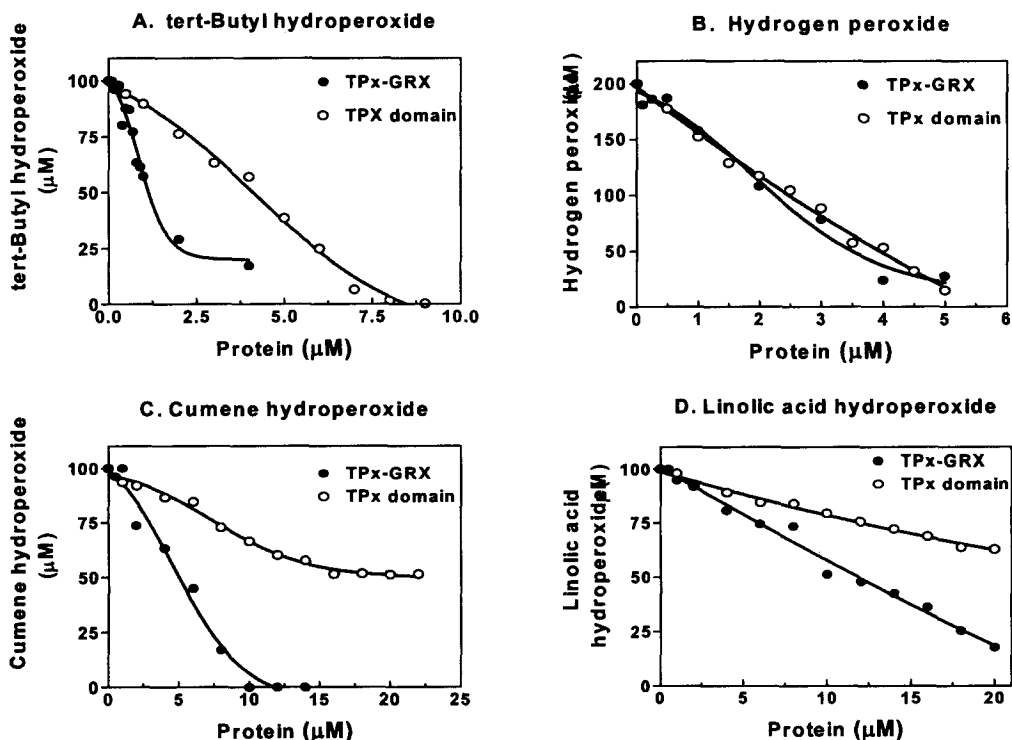 A. tert-Butyl hydroperoxide
tert-Butyl hydroperoxide
(μM)
100
75
50
25
0
TPx-GRX
TPX domain
0.0
2.5
5.0
7.5
10.0
Protein (μM)
B. Hydrogen peroxide
Hydrogen peroxide
200
150
100
50
0
TPx-GRX
TPx domain
0
1
2
3
4
5
6
Protein (μM)
C. Cumene hydroperoxide
Cumene hydroperoxide
(μM)
100
75
50
25
0
TPx-GRX
TPx domain
0
5
10
15
20
25
Protein (μM)
D. Linolic acid hydroperoxide
Linolic acid
hydroperoxide
100
75
50
25
0
TPx-GRX
TPx domain
0
5
10
15
20
Protein (μM)